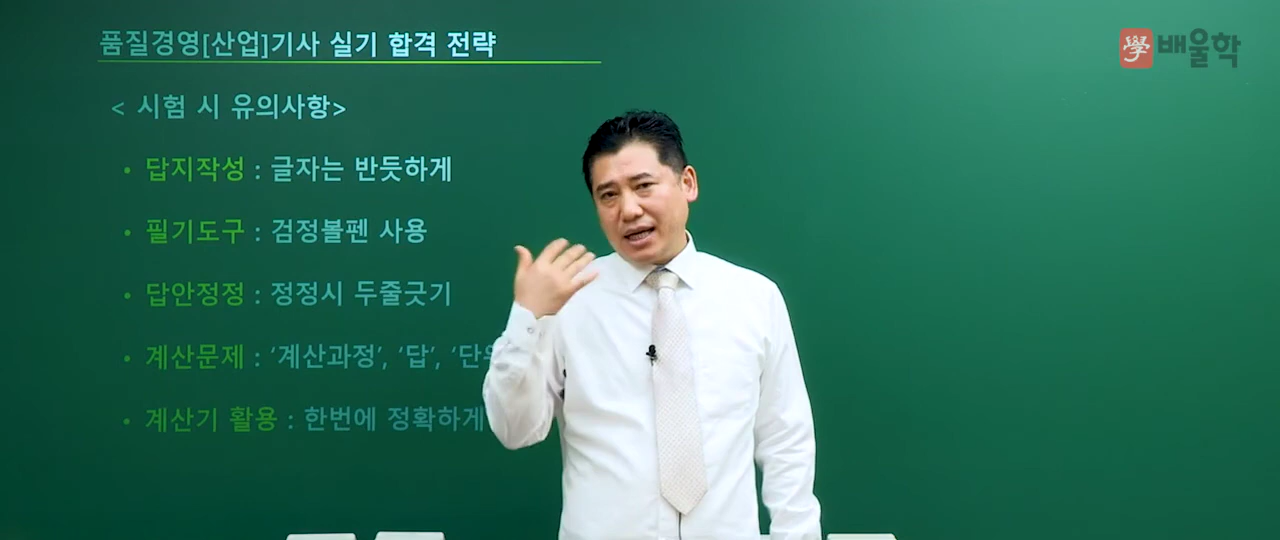 품질경영[산업]기사 실기 합격 전략
學 배울학
< 시험 시 유의사항>
• 답지작성 : 글자는 반듯하게
• 필기도구 : 검정볼펜 사용
• 답안정정 : 정정시 두줄긋기
• 계산문제 : ‘계산과정’, ‘답’, ‘단위
• 계산기 활용 : 한번에 정확하게